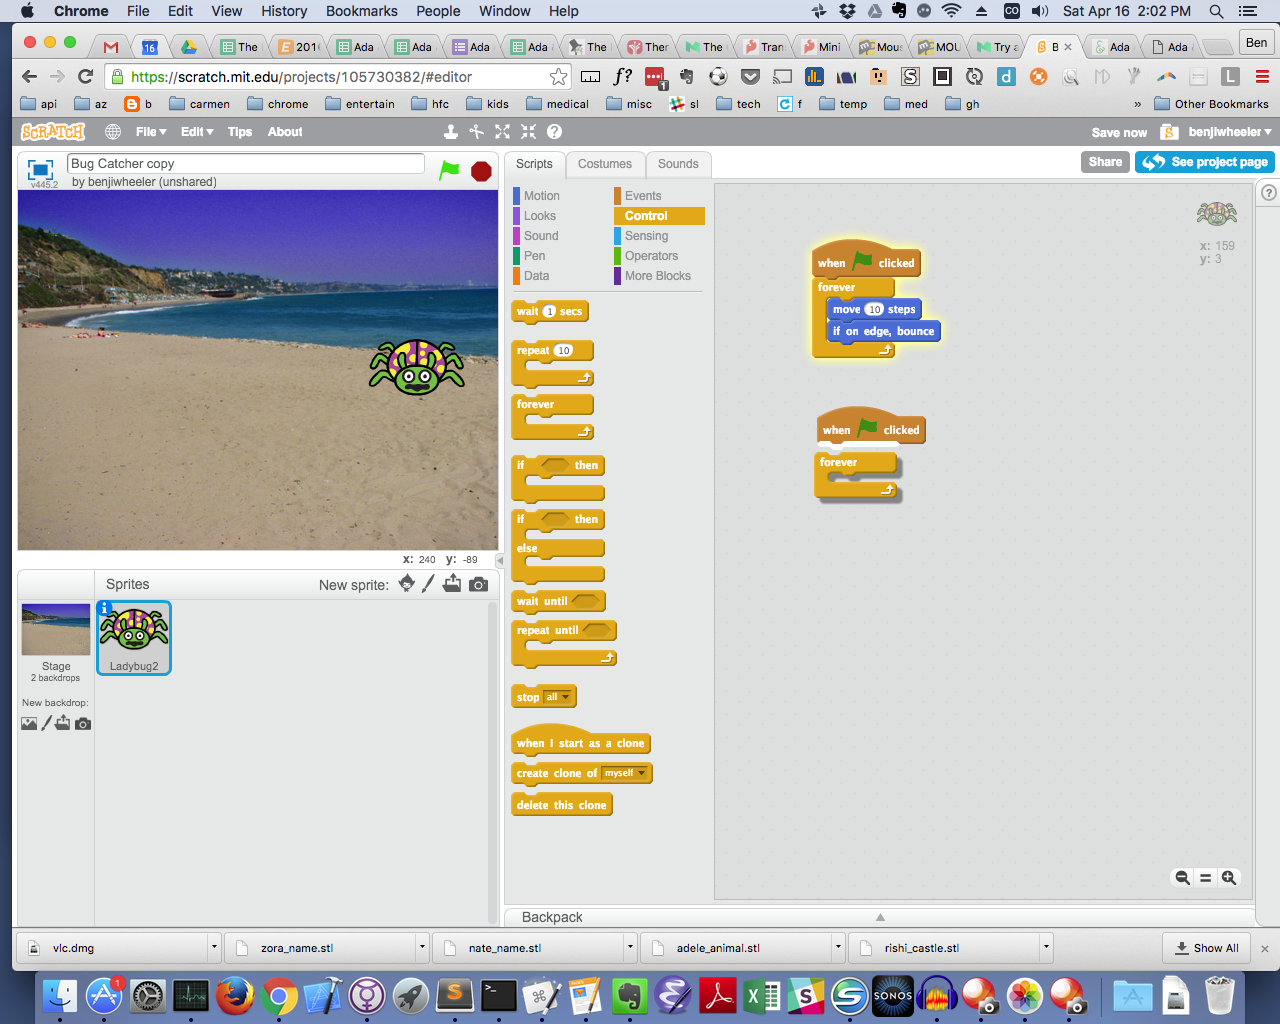 Chrome File Edit View History Bookmarks People Window Help
CO
Sat Apr 16 2:02 PM
16 The 201 Ada Ada Ada Ada The Ther The Tran Mini Mous MOU Try a B Ada Ada
Ben
https://scratch.mit.edu/projects/105730382/#editor
f?
1
S
d
L
api az b carmen chrome entertain hfc kids medical misc sl tech f temp med gh » Other Bookmarks
SCRATCH File Edit Tips About
Save now benjiwheeler
v445.2
Bug Catcher copy
by benjiwheeler (unshared)
Scripts Costumes Sounds
Share See project page
Motion Events
Looks Control
Sound Sensing
Pen Operators
Data More Blocks
wait 1 secs
repeat 10
forever
if then
if then
else
wait until
repeat until
stop all
when I start as a clone
create clone of myself
delete this clone
when clicked
forever
move 10 steps
if on edge, bounce
when clicked
forever
x: 159
y: 3
x: 240 y: -89
Sprites New sprite:
Stage
2 backdrops
New backdrop:
Ladybug2
Backpack
vlc.dmg zora_name.stl nate_name.stl adele_animal.stl rishi_castle.stl Show All
1
SONOS